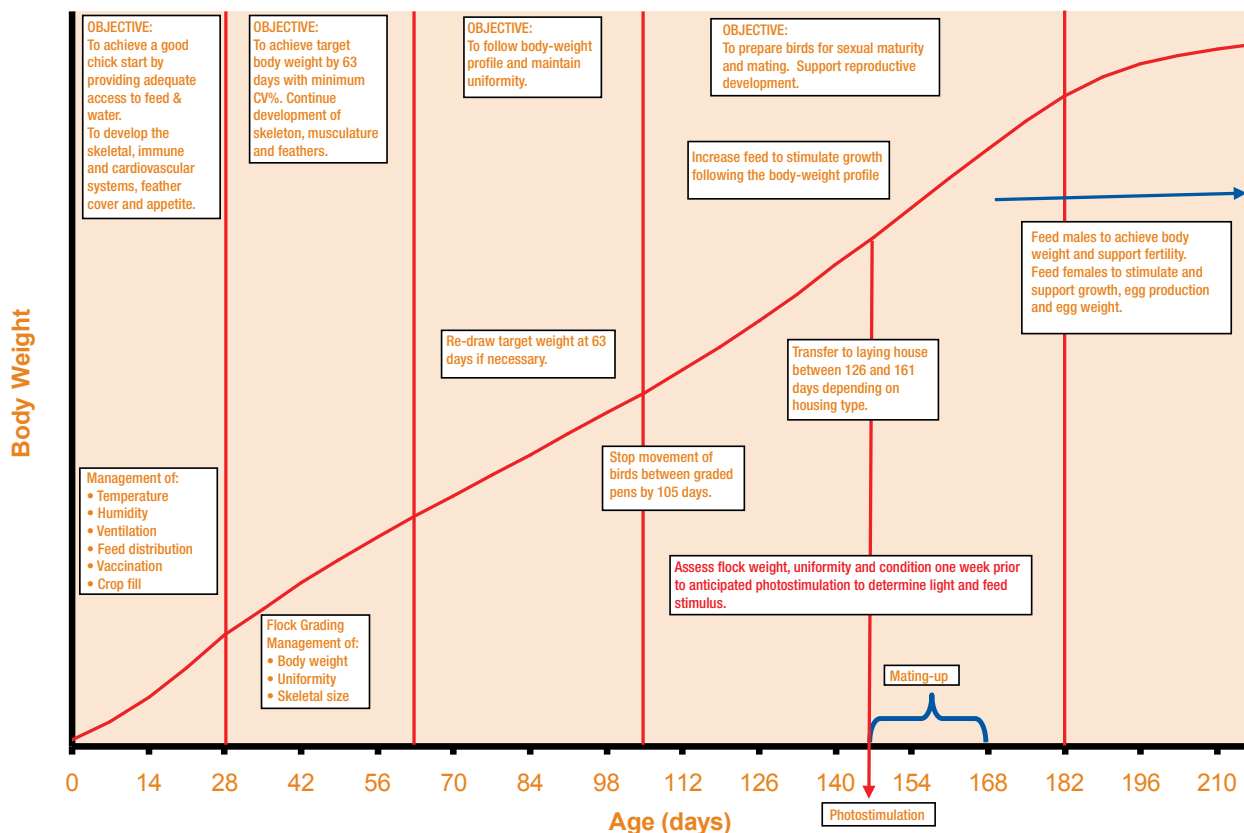 OBJECTIVE:
To achieve a good
chick start by
providing adequate
access to feed &
water.
To develop the
skeletal, immune
and cardiovascular
systems, feather
cover and appetite.
OBJECTIVE:
To achieve target
body weight by 63
days with minimum
CV%. Continue
development of
skeleton, musculature
and feathers.
OBJECTIVE:
To follow body-weight
profile and maintain
uniformity.
OBJECTIVE:
To prepare birds for sexual maturity
and mating.  Support reproductive
development.
Increase feed to stimulate growth
following the body-weight profile
Feed males to achieve body
weight and support fertility.
Feed females to stimulate and
support growth, egg production
and egg weight.
Re-draw target weight at 63
days if necessary.
Transfer to laying house
between 126 and 161
days depending on
housing type.
Stop movement of
birds between graded
pens by 105 days.
Management of:
• Temperature
• Humidity
• Ventilation
• Feed distribution
• Vaccination
• Crop fill
Assess flock weight, uniformity and condition one week prior
to anticipated photostimulation to determine light and feed
stimulus.
Flock Grading
Management of:
• Body weight
• Uniformity
• Skeletal size
Mating-up
Body Weight
0 14 28 42 56 70 84 98 112 126 140 154 168 182 196 210
Photostimulation
Age (days)